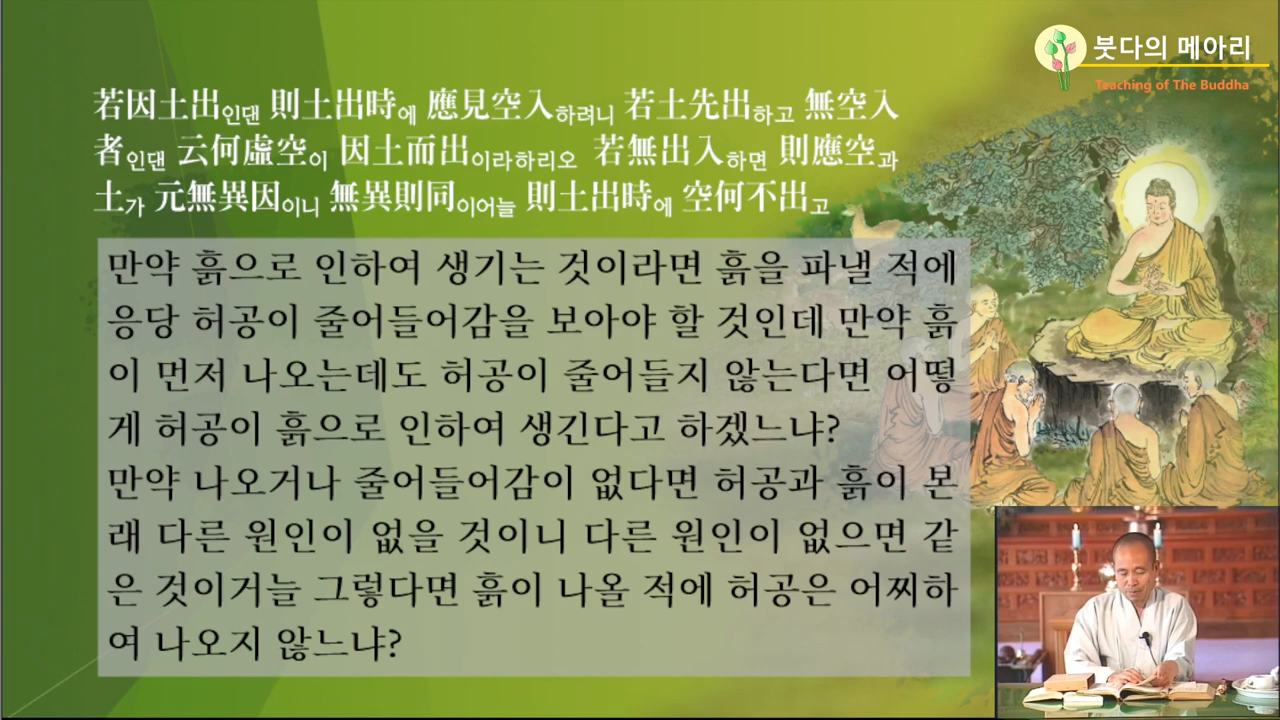 붓다의 메아리
Teaching of The Buddha
若因土出인댄 則土出時에 應見空入하려니 若土先出하고 無空入
者인댄 云何虛空이 因土而出이라하리오 若無出入하면 則應空과
土가 元無異因이니 無異則同이어늘 則土出時에 空何不出고
만약 흙으로 인하여 생기는 것이라면 흙을 파낼 적에
응당 허공이 줄어들어감을 보아야 할 것인데 만약 흙
이 먼저 나오는데도 허공이 줄어들지 않는다면 어떻
게 허공이 흙으로 인하여 생긴다고 하겠느냐?
만약 나오거나 줄어들어감이 없다면 허공과 흙이 본
래 다른 원인이 없을 것이니 다른 원인이 없으면 같
은 것이거늘 그렇다면 흙이 나올 적에 허공은 어찌하
여 나오지 않느냐?